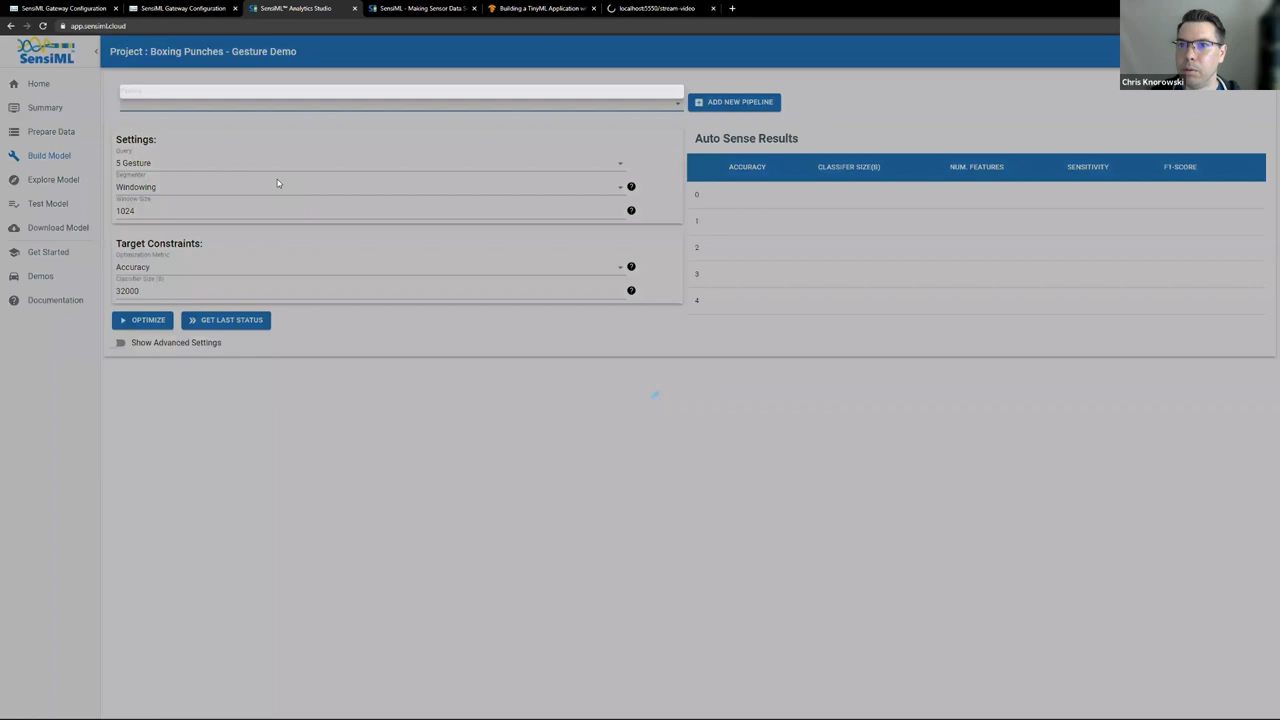 SensiML Gateway Configuration
SensiML Gateway Configuration
SensiML™ Analytics Studio
SensiML - Making Sensor Data S
Building a TinyML Application w
localhost:5550/stream-video
app.sensiml.cloud
SensiML
Project : Boxing Punches - Gesture Demo
Chris Knorowski
Home
Summary
Prepare Data
Build Model
Explore Model
Test Model
Download Model
Get Started
Demos
Documentation
Pipeline
ADD NEW PIPELINE
Settings:
Query
5 Gesture
Segmenter
Windowing
Window Size
1024
Target Constraints:
Optimization Metric
Accuracy
Classifier Size (B)
32000
OPTIMIZE
GET LAST STATUS
Show Advanced Settings
Auto Sense Results
ACCURACY CLASSIFER SIZE(B) NUM. FEATURES SENSITIVITY F1-SCORE
0
1
2
3
4